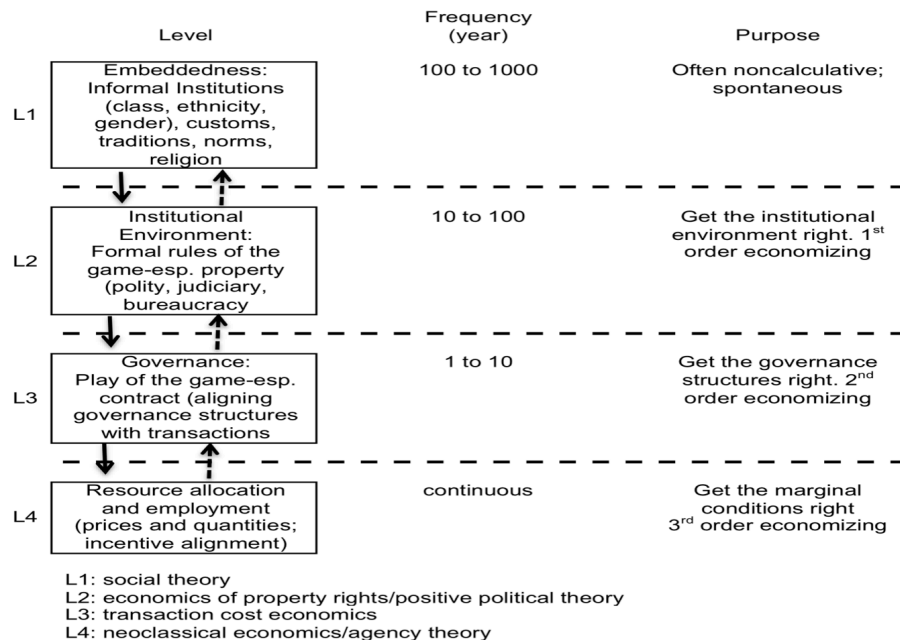 Level
Frequency
(year)
Purpose
L1
Embeddedness:
Informal Institutions
(class, ethnicity,
gender), customs,
traditions, norms,
religion
100 to 1000
Often noncalculative;
spontaneous
L2
Institutional
Environment:
Formal rules of the
game-esp. property
(polity, judiciary,
bureaucracy
10 to 100
Get the institutional
environment right. 1st
order economizing
L3
Governance:
Play of the game-esp.
contract (aligning
governance structures
with transactions
1 to 10
Get the governance
structures right. 2nd
order economizing
L4
Resource allocation
and employment
(prices and quantities;
incentive alignment)
continuous
Get the marginal
conditions right
3rd order economizing
L1: social theory
L2: economics of property rights/positive political theory
L3: transaction cost economics
L4: neoclassical economics/agency theory